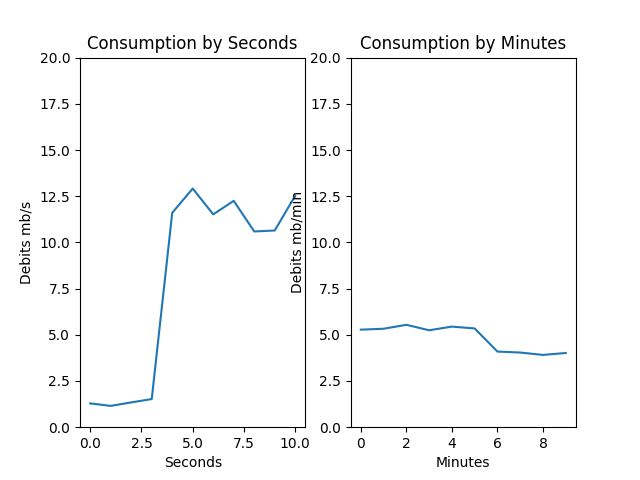 Consumption by Seconds
20.0
17.5
15.0
12.5
10.0
7.5
5.0
2.5
0.0
Debits mb/s
0.0 2.5 5.0 7.5 10.0
Seconds
Consumption by Minutes
20.0
17.5
15.0
12.5
10.0
7.5
5.0
2.5
0.0
Debits mb/min
0 2 4 6 8
Minutes